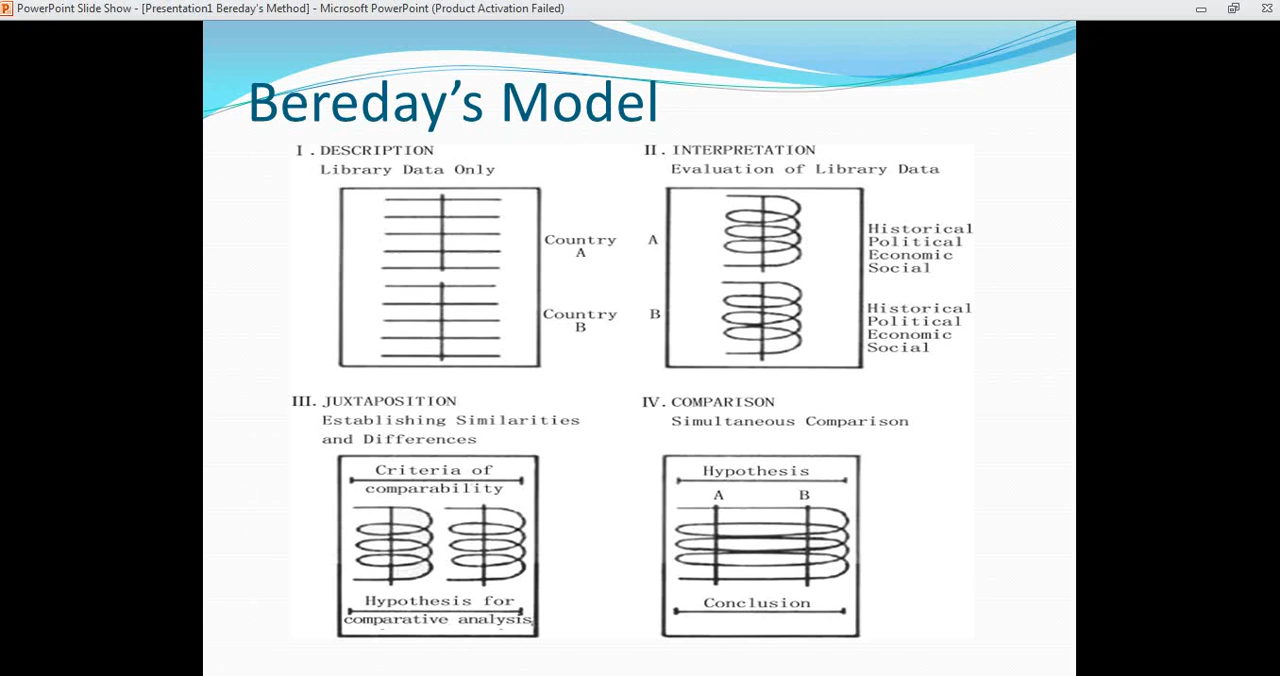 PowerPoint Slide Show - [Presentation1 Bereday's Method] - Microsoft PowerPoint (Product Activation Failed)
Bereday's Model
I. DESCRIPTION
Library Data Only
Country
A
Country
B
II. INTERPRETATION
Evaluation of Library Data
A
Historical
Political
Economic
Social
B
Historical
Political
Economic
Social
III. JUXTAPOSITION
Establishing Similarities
and Differences
Criteria of
comparability
Hypothesis for
comparative analysis
IV. COMPARISON
Simultaneous Comparison
Hypothesis
A B
Conclusion